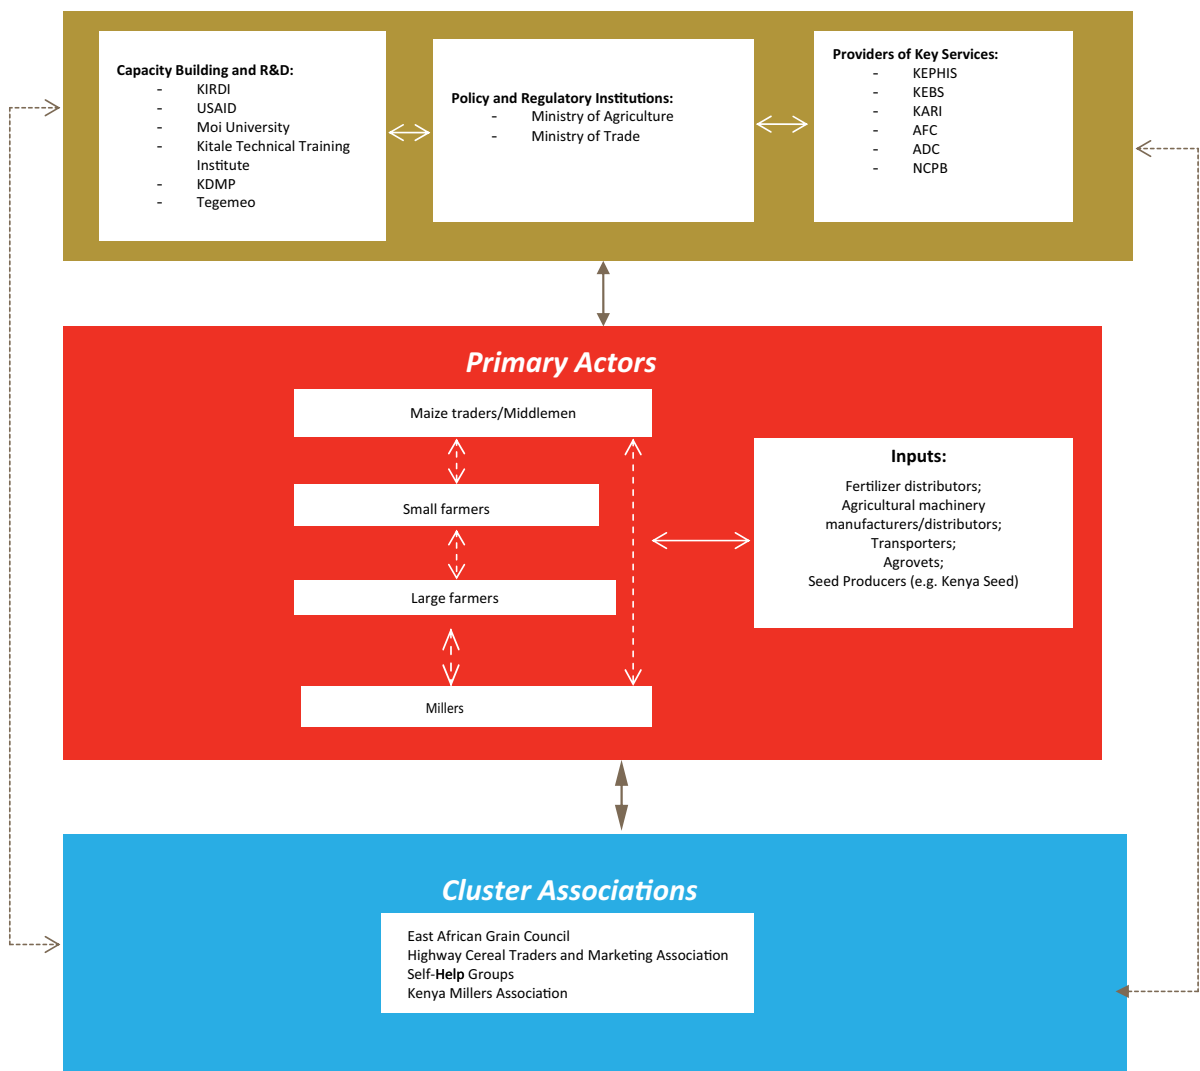 Capacity Building and R&D:
- KIRDI
- USAID
- Moi University
- Kitale Technical Training
Institute
- KDMP
- Tegemeo
Policy and Regulatory Institutions:
- Ministry of Agriculture
- Ministry of Trade
Providers of Key Services:
- KEPHIS
- KEBS
- KARI
- AFC
- ADC
- NCPB
Primary Actors
Maize traders/Middlemen
Small farmers
Large farmers
Millers
Inputs:
Fertilizer distributors;
Agricultural machinery
manufacturers/distributors;
Transporters;
Agrovets;
Seed Producers (e.g. Kenya Seed)
Cluster Associations
East African Grain Council
Highway Cereal Traders and Marketing Association
Self-Help Groups
Kenya Millers Association